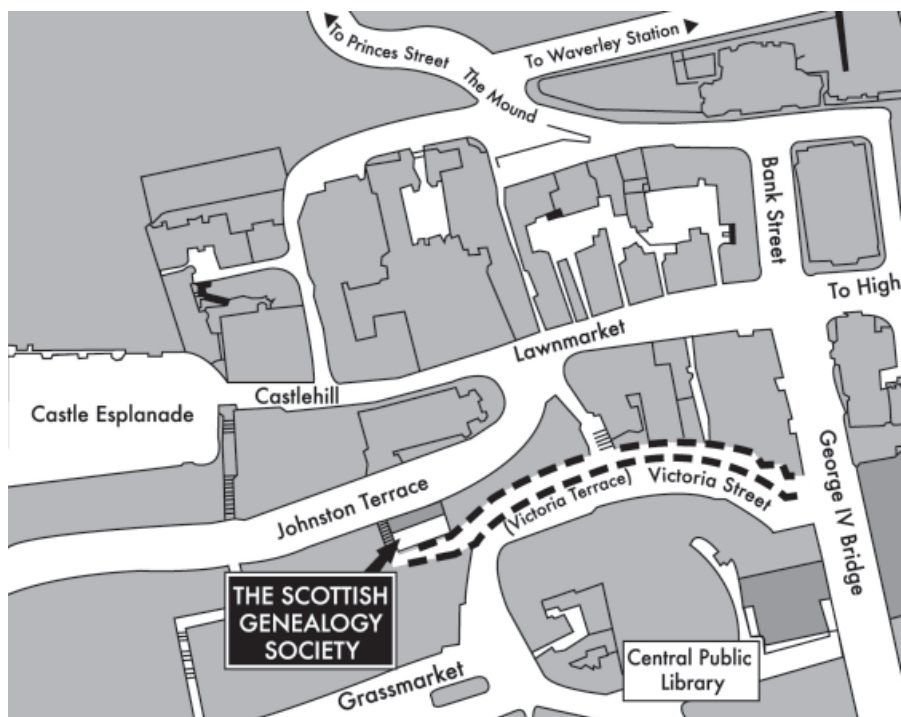 To Princes Street
To Waverley Station
The Mound
Bank Street
To High
Lawnmarket
Castlehill
Castle Esplanade
George IV Bridge
Victoria Street
(Victoria Terrace)
Johnston Terrace
THE SCOTTISH
GENEALOGY
SOCIETY
Central Public
Library
Grassmarket